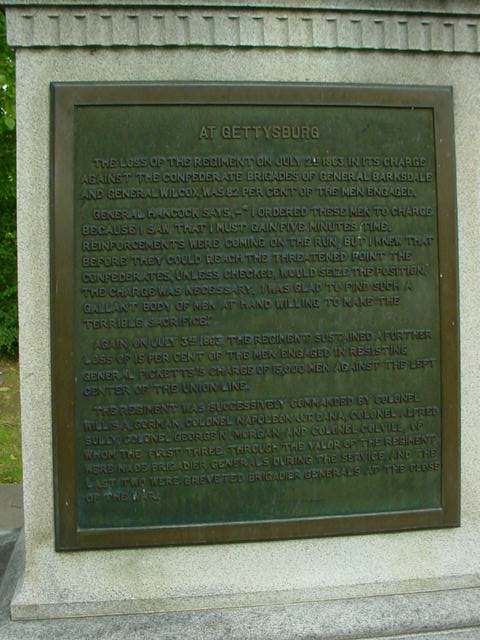 AT GETTYSBURG
THE LOSS OF THE REGIMENT ON JULY 2D 1863, IN ITS CHARGE
AGAINST THE CONFEDERATE BRIGADES OF GENERAL BARKSDALE
AND GENERAL WILCOX, WAS 82 PER CENT OF THE MEN ENGAGED.
GENERAL HANCOCK SAYS, — "I ORDERED THESE MEN TO CHARGE
BECAUSE I SAW THAT I MUST GAIN FIVE MINUTES TIME.
REINFORCEMENTS WERE COMING ON THE RUN, BUT I KNEW THAT
BEFORE THEY COULD REACH THE THREATENED POINT THE
CONFEDERATES, UNLESS CHECKED, WOULD SEIZE THE POSITION.
THE CHARGE WAS NECESSARY. I WAS GLAD TO FIND SUCH A
GALLANT BODY OF MEN AT HAND WILLING TO MAKE THE
TERRIBLE SACRIFICE."
AGAIN ON JULY 3RD 1863, THE REGIMENT SUSTAINED A FURTHER
LOSS OF 16 PER CENT OF THE MEN ENGAGED IN RESISTING
GENERAL PICKETTS'S CHARGE OF 15,000 MEN AGAINST THE LEFT
CENTER OF THE UNION LINE.
THE REGIMENT WAS SUCCESSIVELY COMMANDED BY COLONEL
WILLIS A. GORMAN, COLONEL NAPOLEON J.T. DANA, COLONEL ALFRED
SULLY, COLONEL GEORGE N. MORGAN AND COLONEL COLVILL, OF
WHOM THE FIRST THREE THROUGH THE VALOR OF THE REGIMENT,
WERE MADE BRIGADIER GENERALS DURING THE SERVICE, AND THE
LAST TWO WERE BREVETED BRIGADIER GENERALS AT THE CLOSE
OF THE WAR.